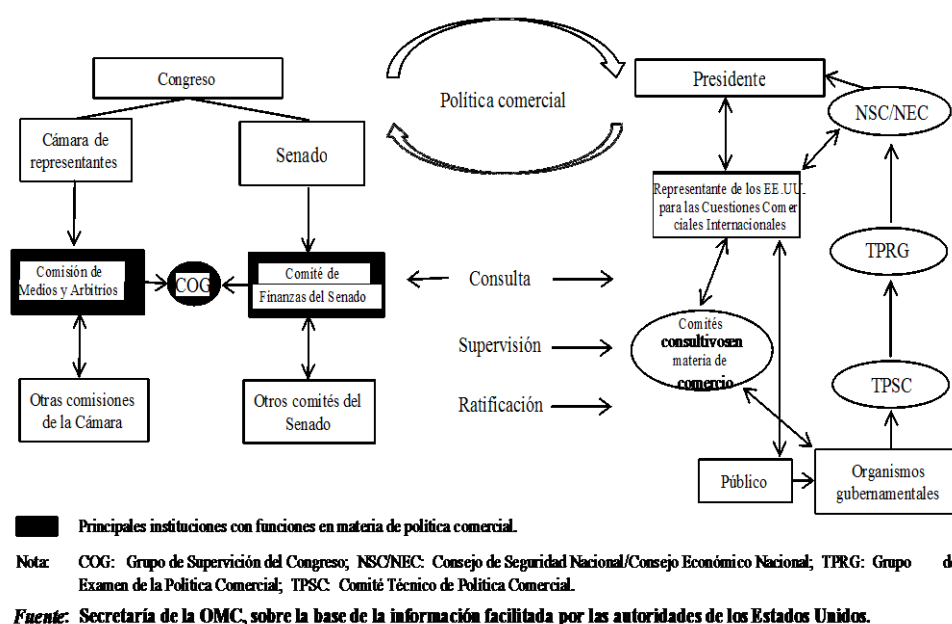 Congreso
Cámara de
representantes
Senado
Comisión de
Medios y Arbitrios
COG
Comité de
Finanzas del Senado
Otras comisiones
de la Cámara
Otros comités del
Senado
Política comercial
Consulta
Supervisión
Ratificación
Presidente
NSC/NEC
Representante de los EE.UU.
para las Cuestiones Comer
ciales Internacionales
TPRG
Comités
consultivosen
materia de
comercio
TPSC
Público
Organismos
gubernamentales
Principales instituciones con funciones en materia de política comercial.
Nota: COG: Grupo de Supervición del Congreso; NSC/NEC: Consejo de Seguridad Nacional/Consejo Económico Nacional; TPRG: Grupo de
Examen de la Política Comercial; TPSC: Comité Técnico de Política Comercial.
Fuente: Secretaría de la OMC, sobre la base de la información facilitada por las autoridades de los Estados Unidos.